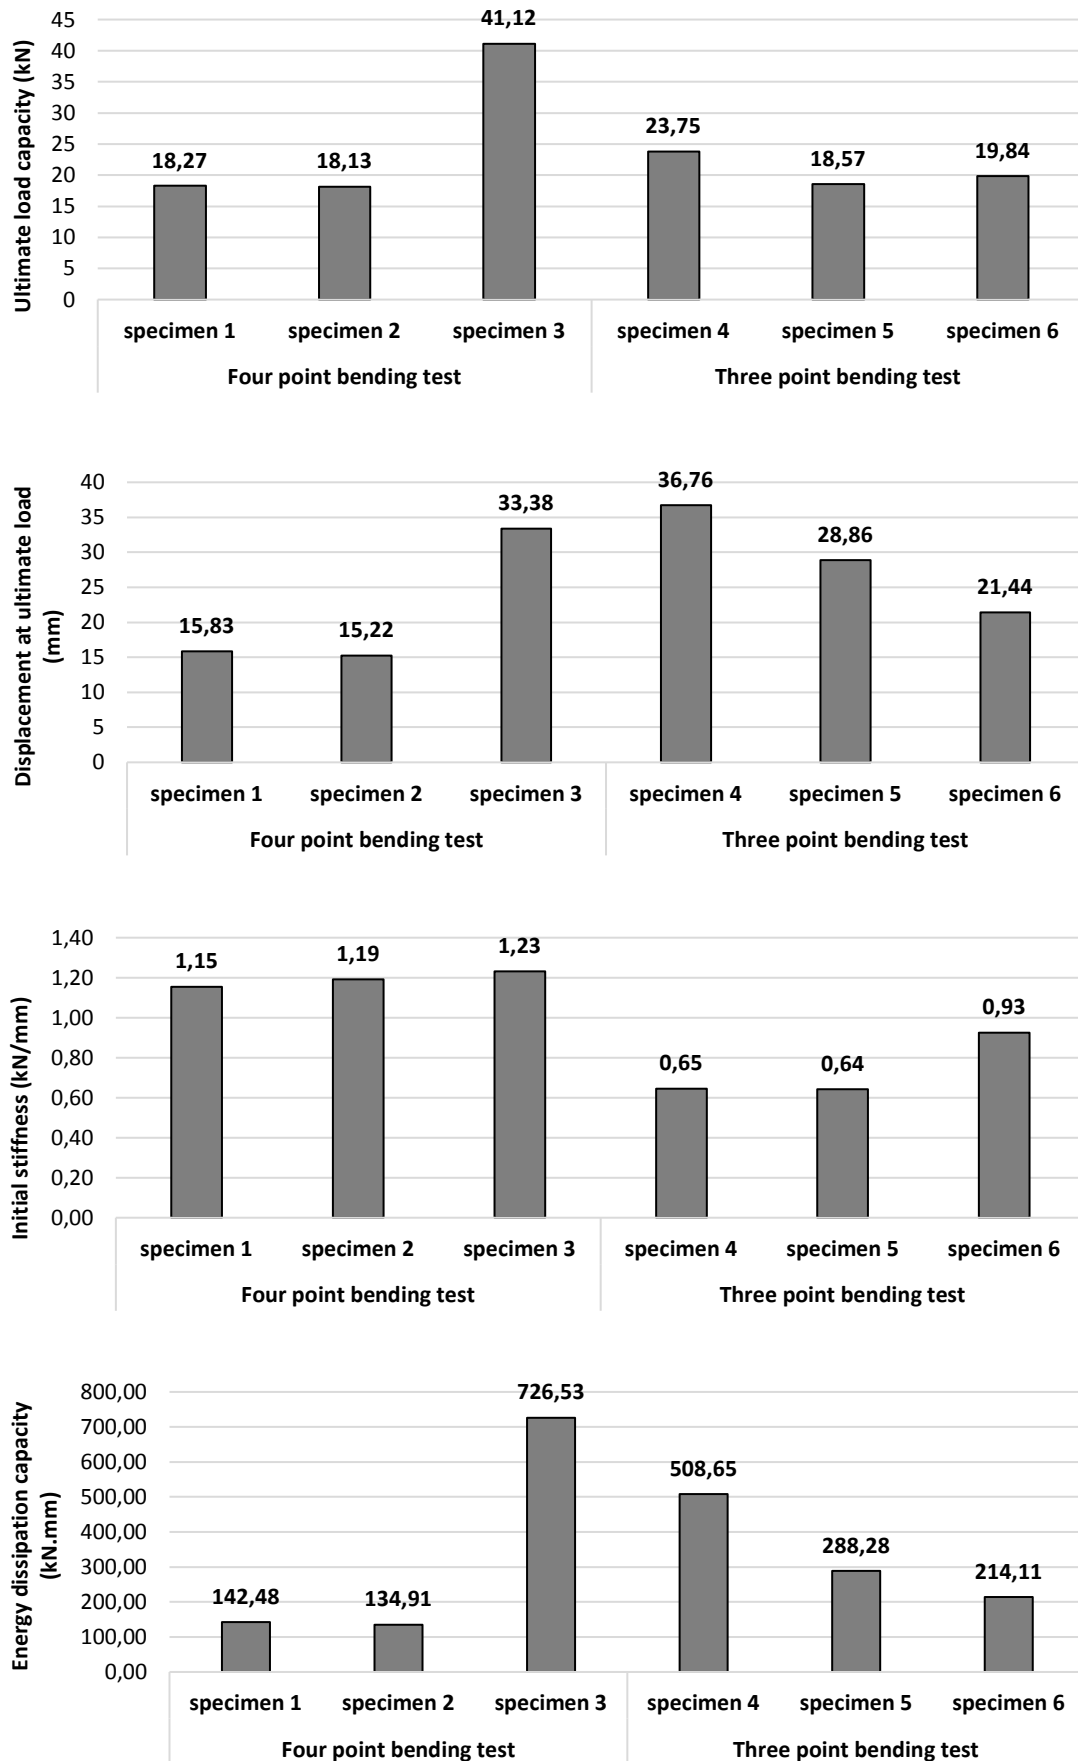 Ultimate load capacity (kN)
45
40
35
30
25
20
15
10
5
0
18,27
18,13
41,12
23,75
18,57
19,84
specimen 1
specimen 2
specimen 3
specimen 4
specimen 5
specimen 6
Four point bending test
Three point bending test
Displacement at ultimate load
(mm)
40
35
30
25
20
15
10
5
0
15,83
15,22
33,38
36,76
28,86
21,44
specimen 1
specimen 2
specimen 3
specimen 4
specimen 5
specimen 6
Four point bending test
Three point bending test
Initial stiffness (kN/mm)
1,40
1,20
1,00
0,80
0,60
0,40
0,20
0,00
1,15
1,19
1,23
0,65
0,64
0,93
specimen 1
specimen 2
specimen 3
specimen 4
specimen 5
specimen 6
Four point bending test
Three point bending test
Energy dissipation capacity
(kN.mm)
800,00
700,00
600,00
500,00
400,00
300,00
200,00
100,00
0,00
142,48
134,91
726,53
508,65
288,28
214,11
specimen 1
specimen 2
specimen 3
specimen 4
specimen 5
specimen 6
Four point bending test
Three point bending test